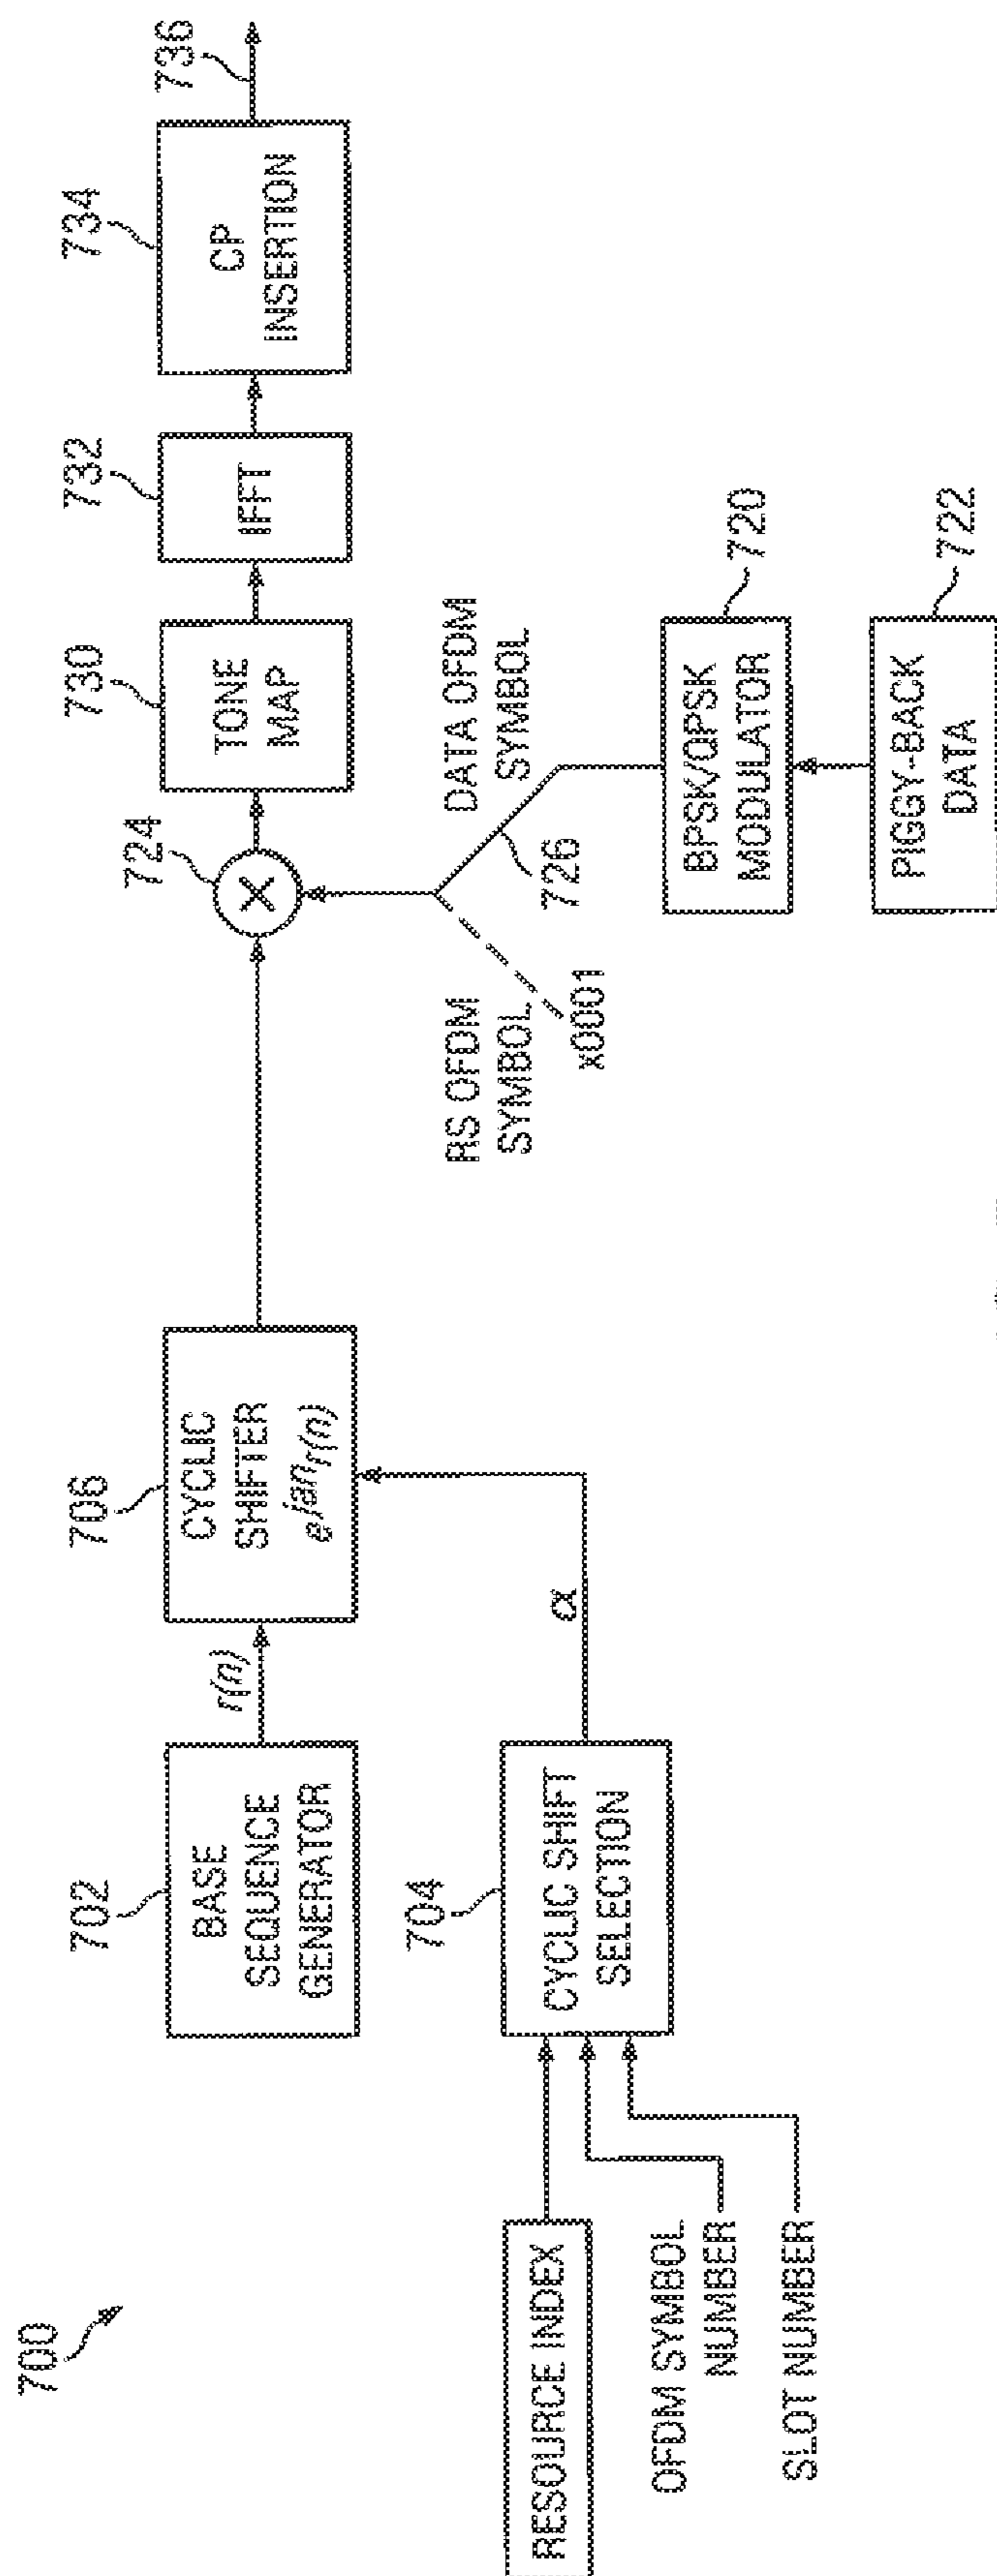 700
702
BASE
SEQUENCE
GENERATOR
r(n)
706
CYCLIC
SHIFTER
e^jαn r(n)
724
×
730
TONE
MAP
732
IFFT
734
CP
INSERTION
736
RESOURCE INDEX
OFDM SYMBOL
NUMBER
SLOT NUMBER
704
CYCLIC SHIFT
SELECTION
α
RS OFDM
SYMBOL
x0001
DATA OFDM
SYMBOL
726
BPSK/QPSK
MODULATOR
720
PIGGY-BACK
DATA
722